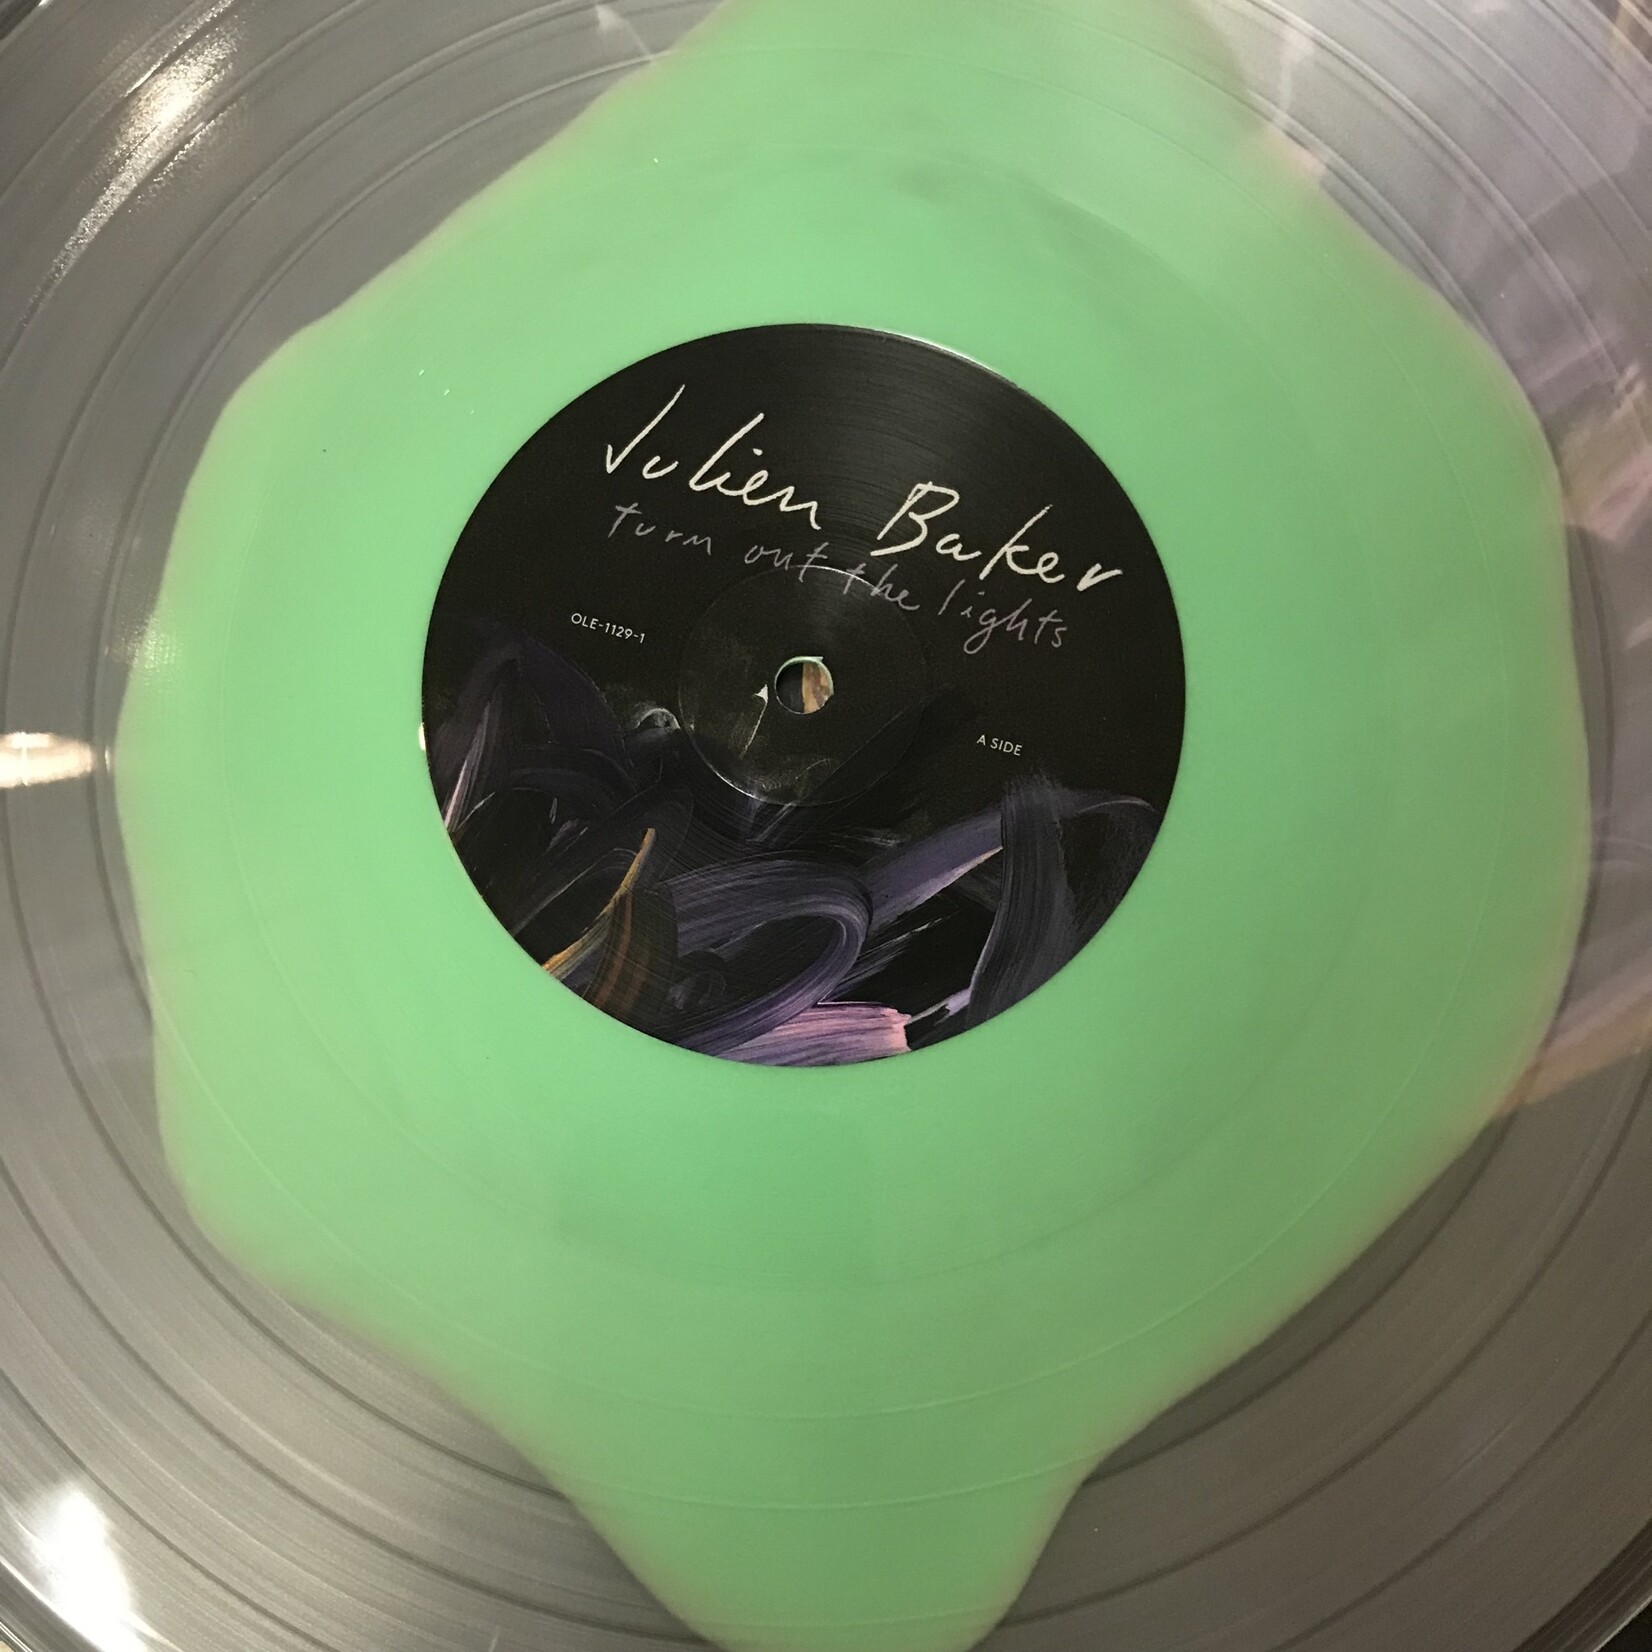 Julien Baker
turn out the lights
OLE-1129-1
A SIDE